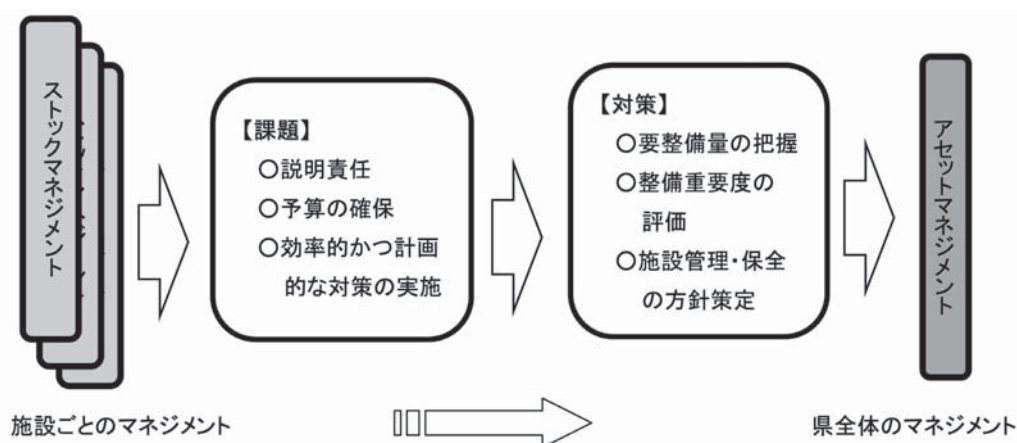 ストックマネジメント
【課題】
○説明責任
○予算の確保
○効率的かつ計画
的な対策の実施
【対策】
○要整備量の把握
○整備重要度の
評価
○施設管理・保全
の方針策定
アセットマネジメント
施設ごとのマネジメント
県全体のマネジメント